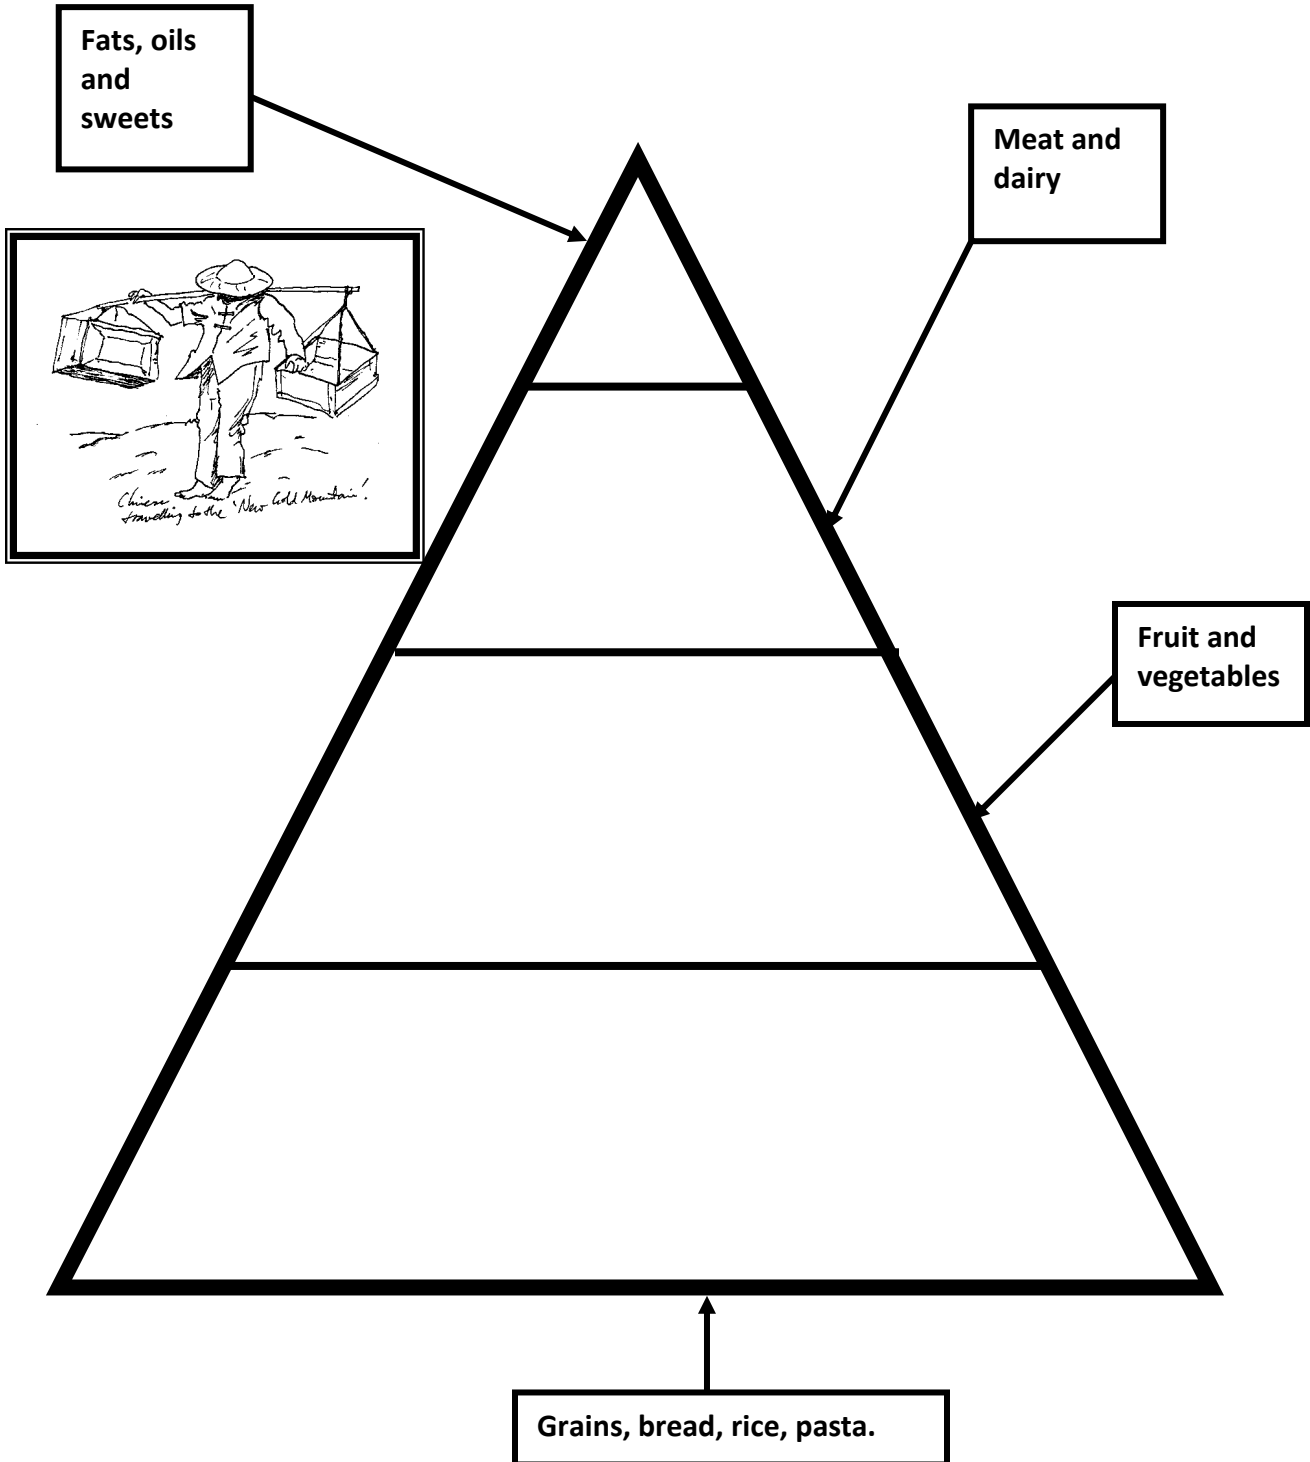 Fats, oils
and
sweets
Meat and
dairy
Chinese
travelling to the 'New Gold Mountain'!
Fruit and
vegetables
Grains, bread, rice, pasta.